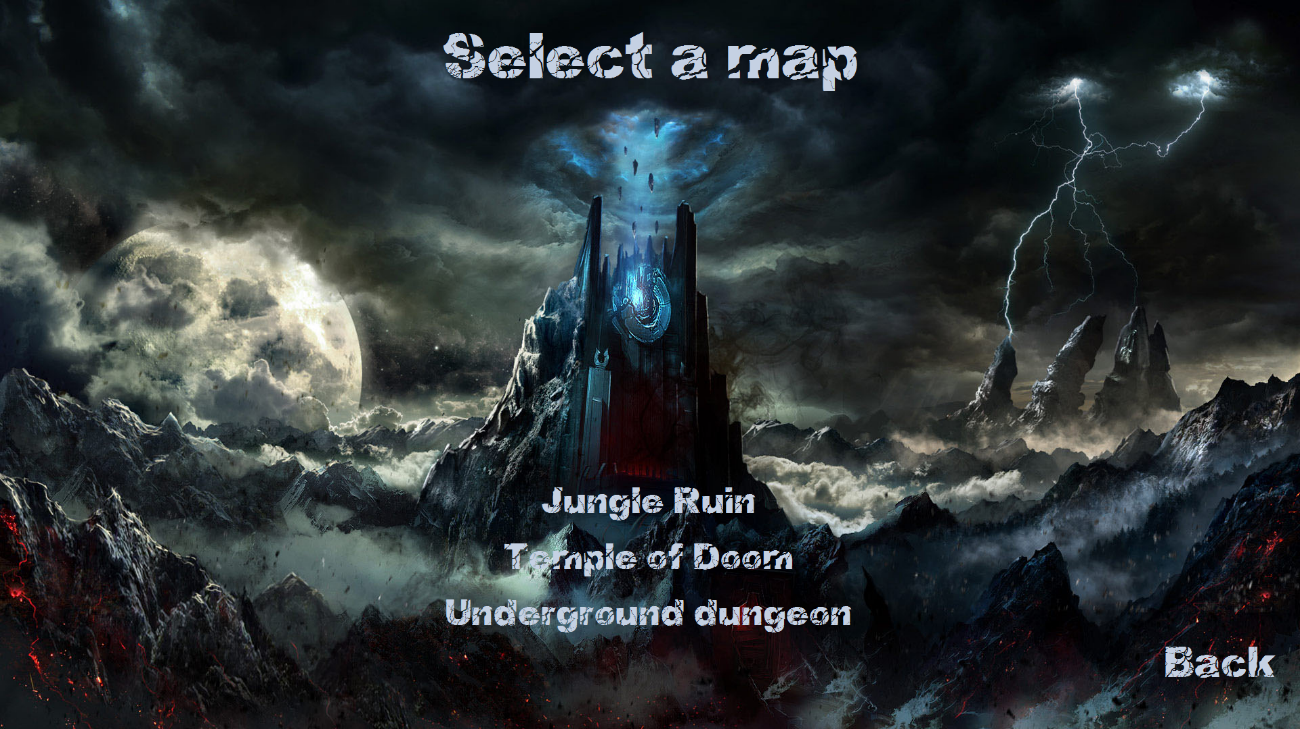 Select a map
Jungle Ruin
Temple of Doom
Underground dungeon
Back